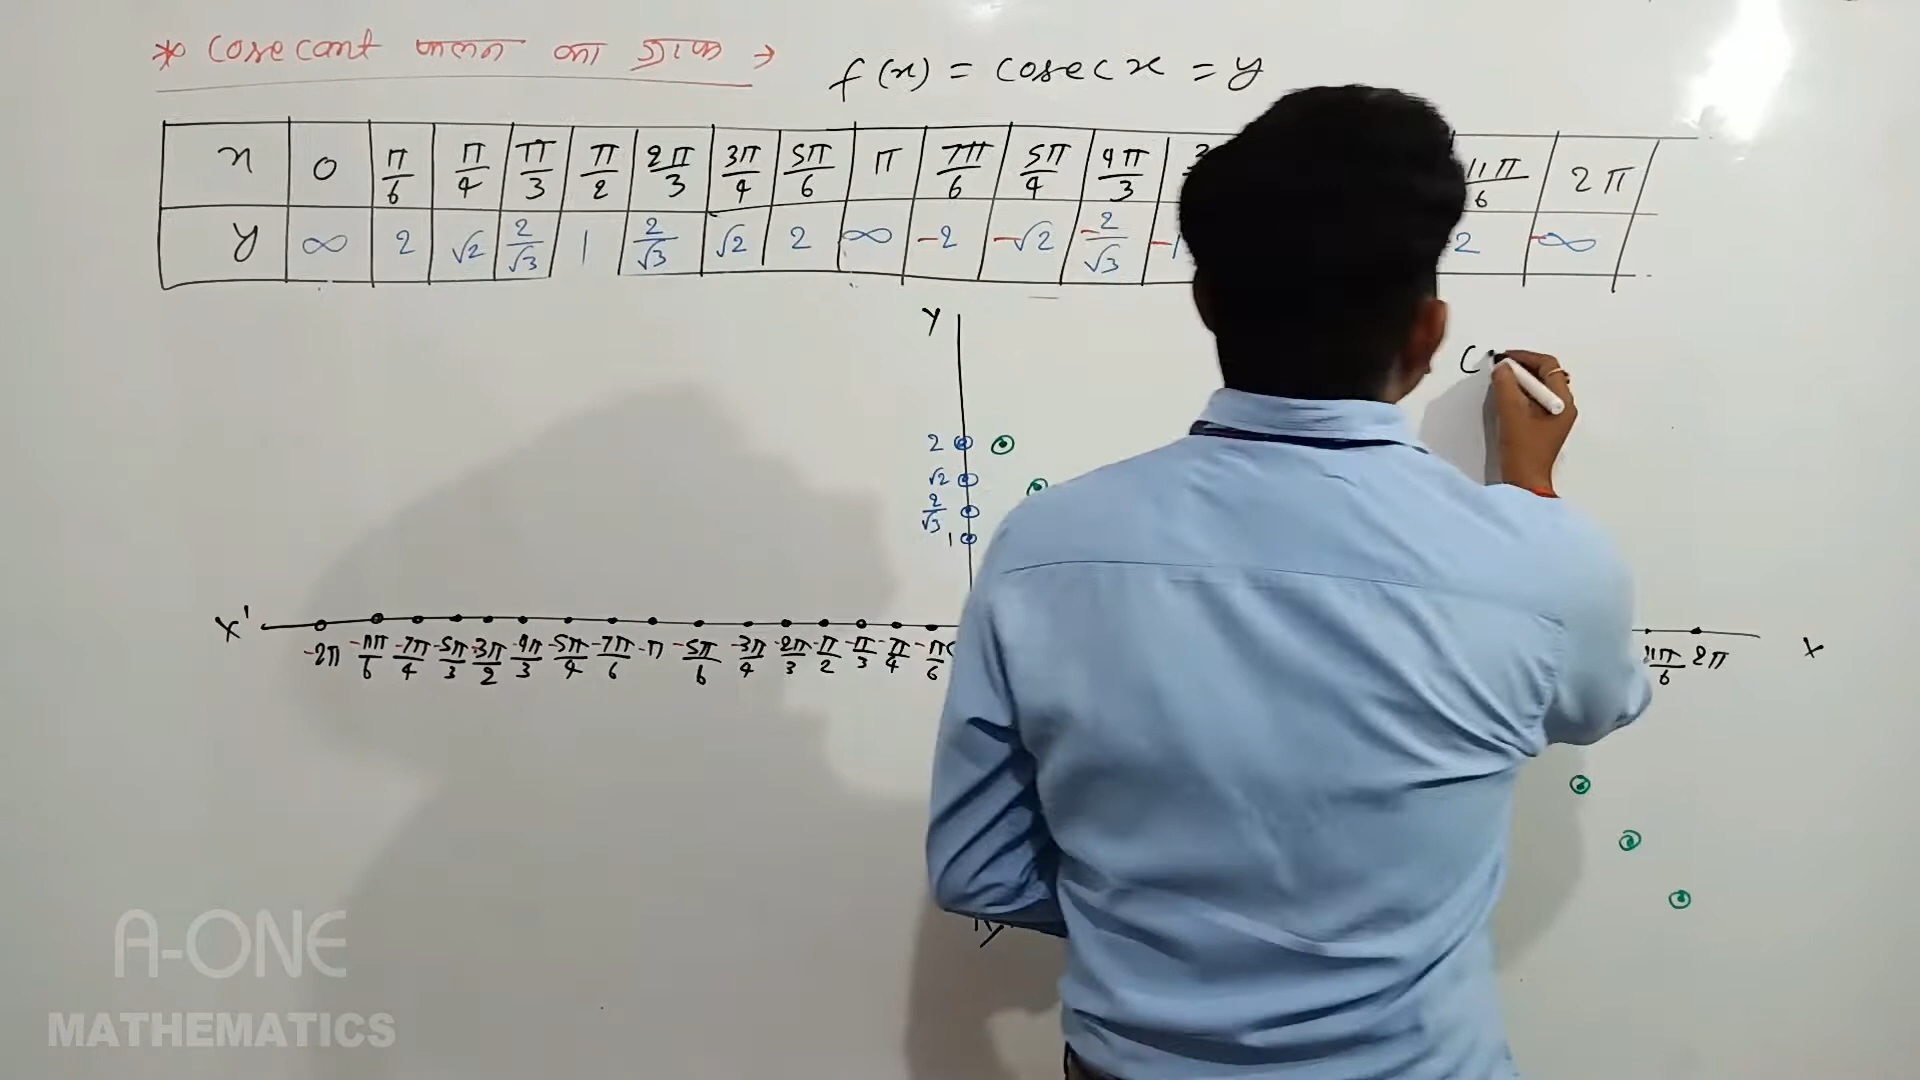 * Cosecant फलन का ग्राफ →
f(x) = cosec x = y
x 0 π/6 π/4 π/3 π/2 2π/3 3π/4 5π/6 π 7π/6 5π/4 4π/3 11π/6 2π
y ∞ 2 √2 2/√3 1 2/√3 √2 2 ∞ -2 -√2 -2/√3 -1 2 -∞
Y
C
2
√2
2/√3
1
X' X
-2π -11π/6 -7π/4 -5π/3 -3π/2 -4π/3 -5π/4 -7π/6 -π -5π/6 -3π/4 -2π/3 -π/2 -π/3 -π/4 -π/6 11π/6 2π
A-ONE
MATHEMATICS